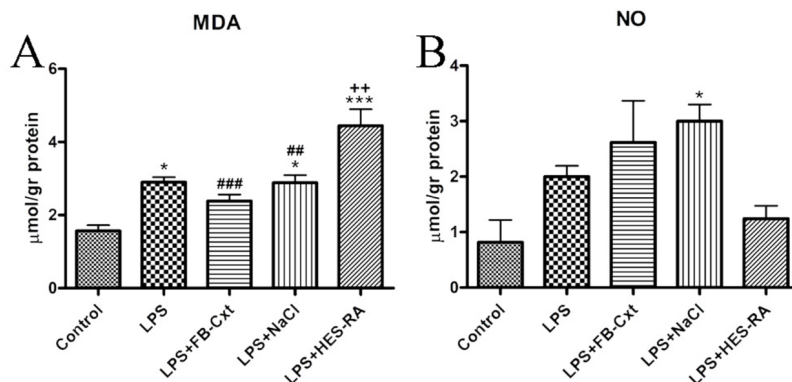 MDA
A
μmol/gr protein
6
4
2
0
*
###
##
*
++
***
Control
LPS
LPS+FB-Cxt
LPS+NaCl
LPS+HES-RA
NO
B
μmol/gr protein
4
3
2
1
0
*
Control
LPS
LPS+FB-Cxt
LPS+NaCl
LPS+HES-RA